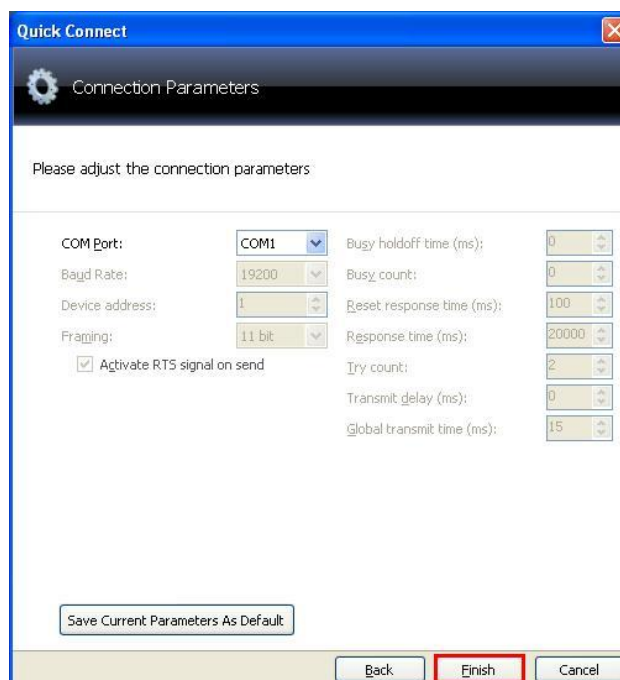 Quick Connect
Connection Parameters
Please adjust the connection parameters
COM Port: COM1
Baud Rate: 19200
Device address: 1
Framing: 11 bit
Activate RTS signal on send
Busy holdoff time (ms): 0
Busy count: 0
Reset response time (ms): 100
Response time (ms): 20000
Try count: 2
Transmit delay (ms): 0
Global transmit time (ms): 15
Save Current Parameters As Default
Back Finish Cancel